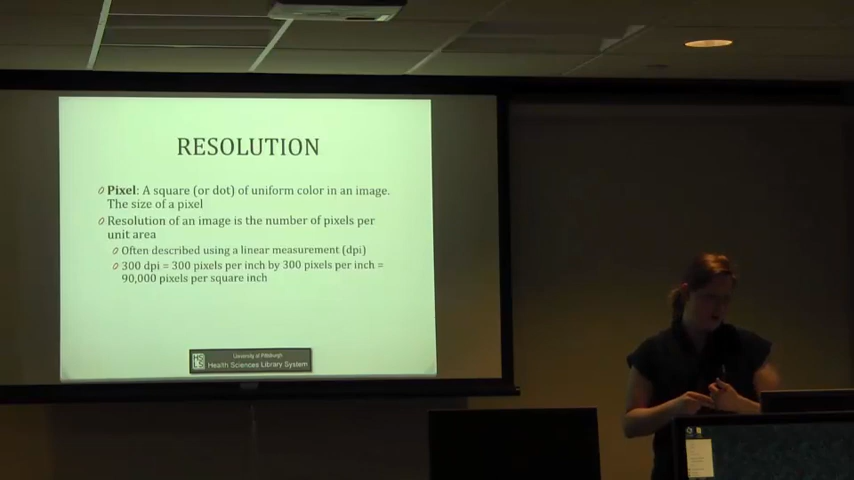 RESOLUTION
Pixel: A square (or dot) of uniform color in an image.
The size of a pixel
Resolution of an image is the number of pixels per
unit area
Often described using a linear measurement (dpi)
300 dpi = 300 pixels per inch by 300 pixels per inch =
90,000 pixels per square inch
University of Pittsburgh
Health Sciences Library System